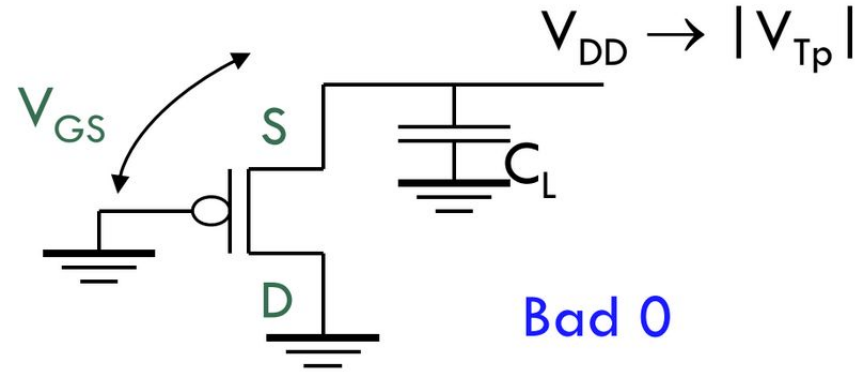 V_DD → |V_Tp|
V_GS
S
C_L
D
Bad 0